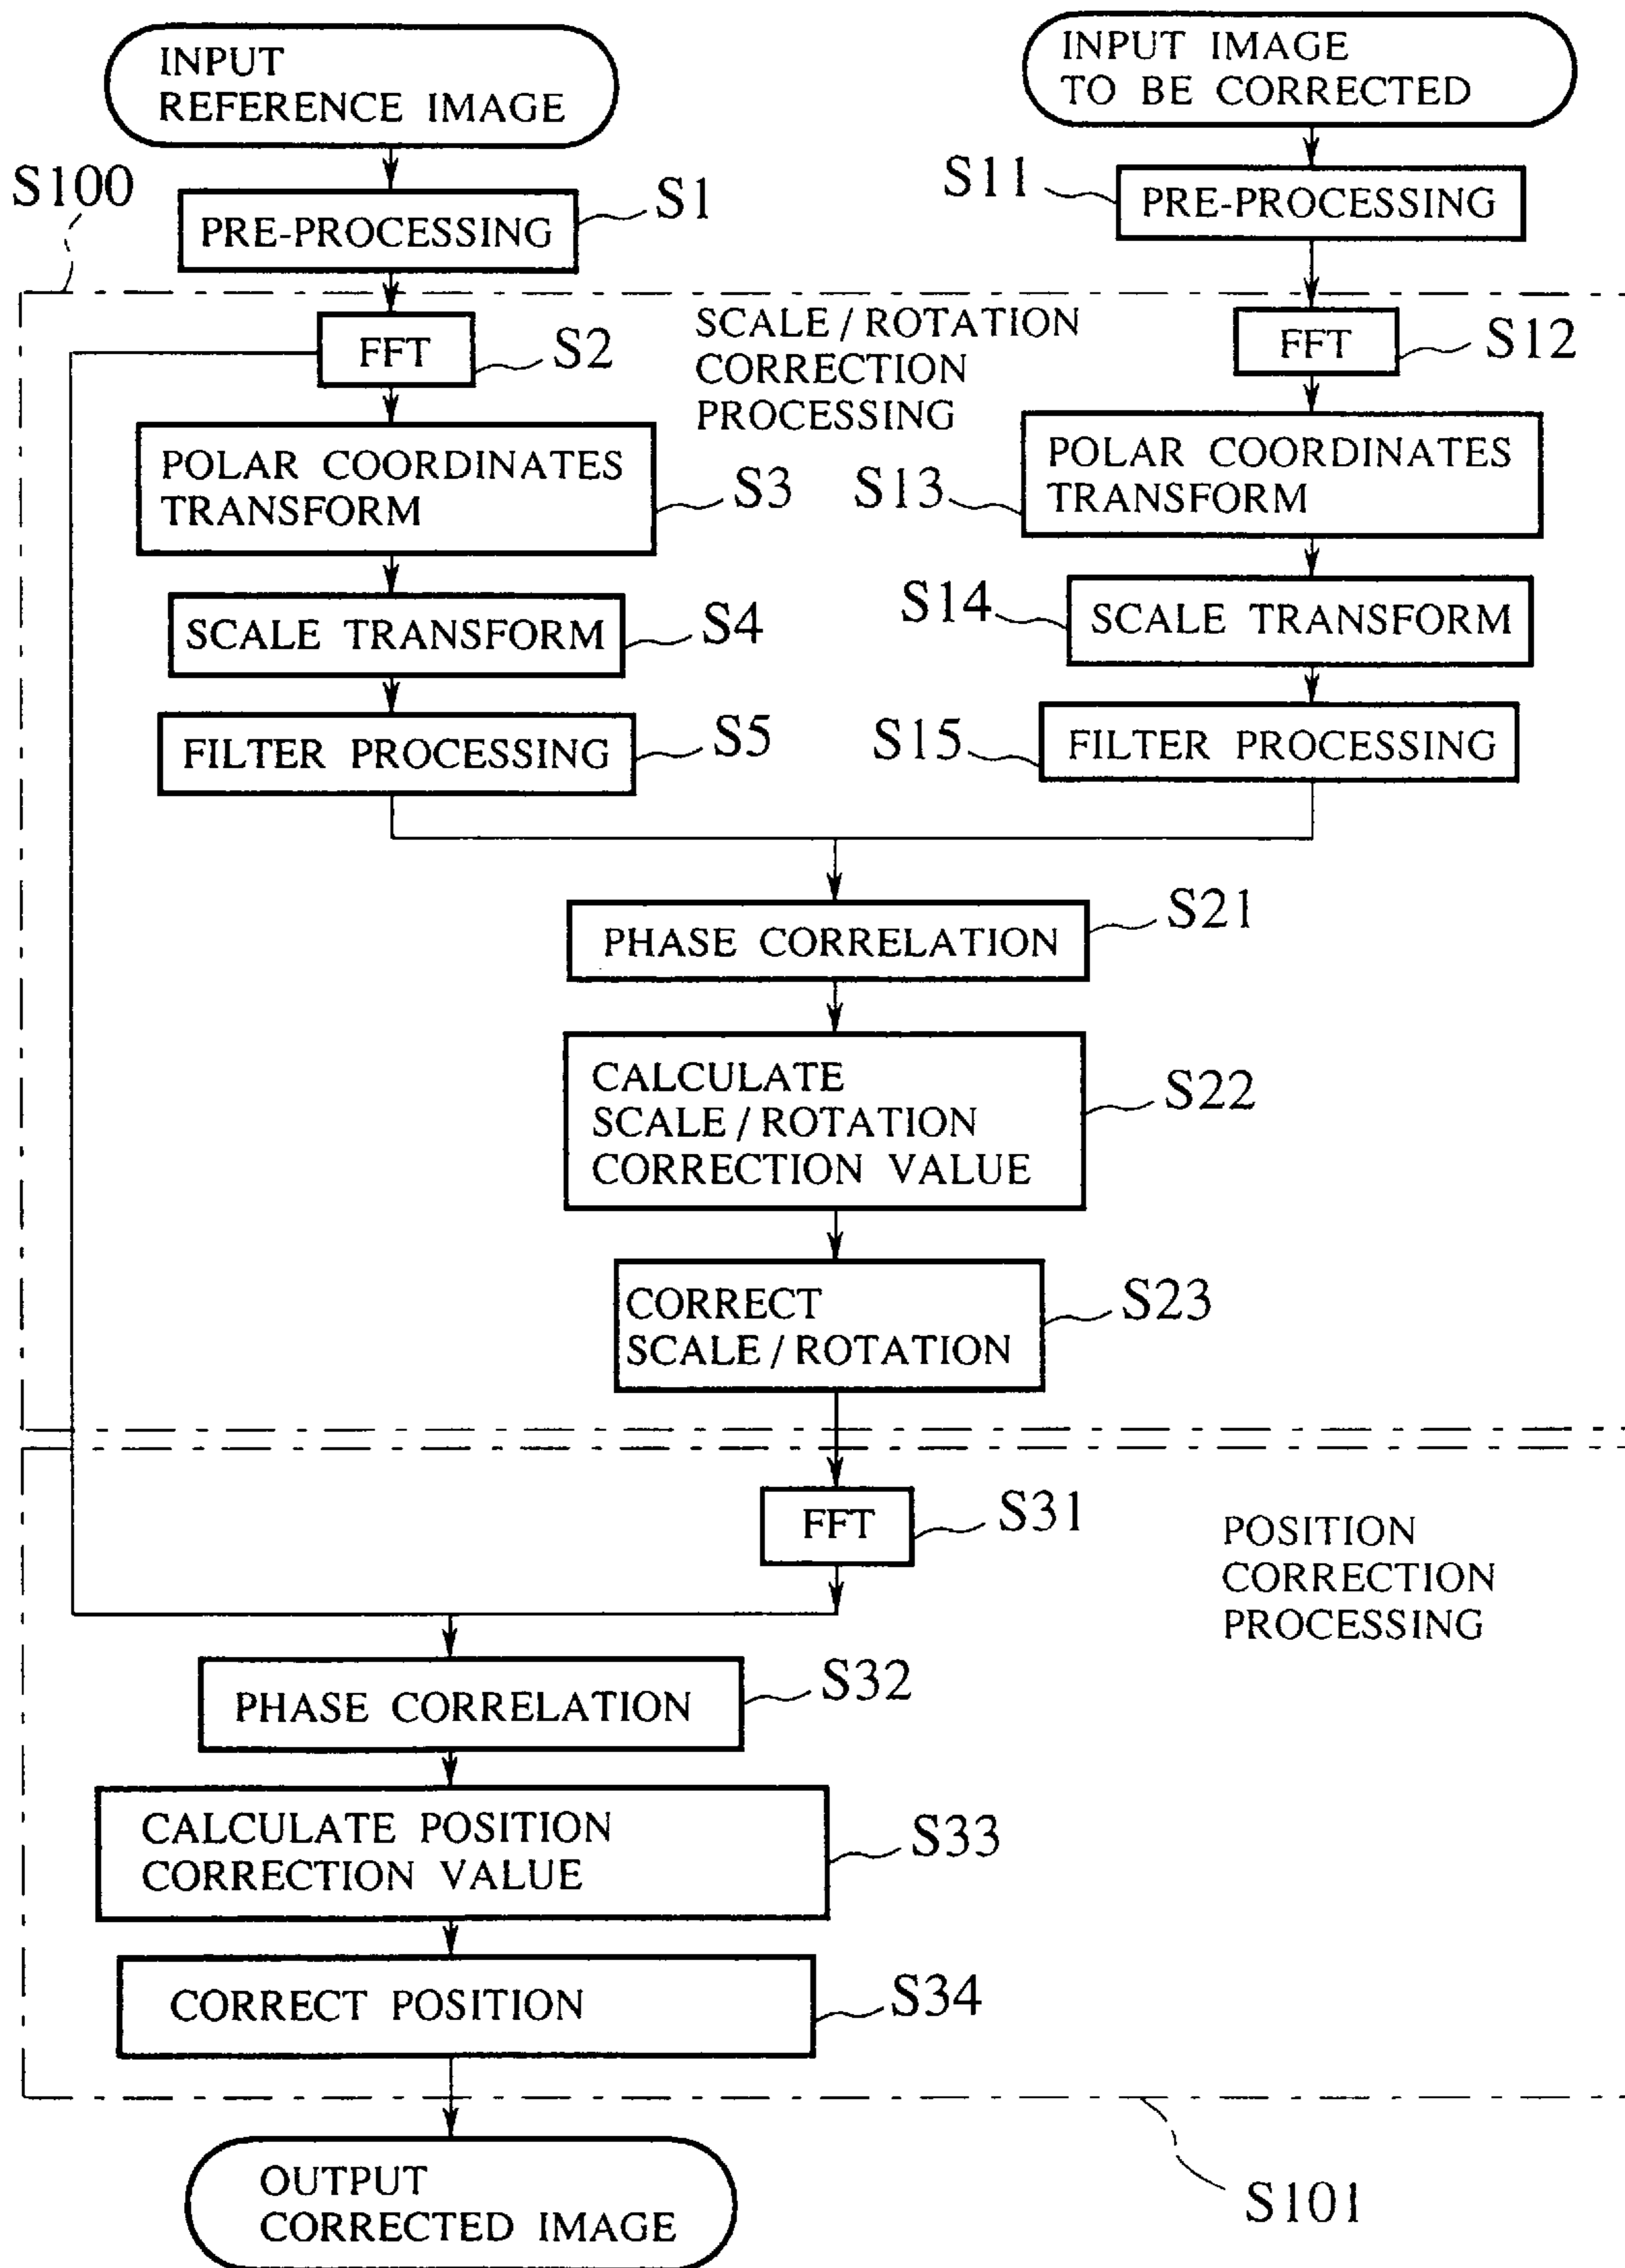 INPUT
REFERENCE IMAGE
INPUT IMAGE
TO BE CORRECTED
S100
PRE-PROCESSING
S1
S11
PRE-PROCESSING
FFT
S2
SCALE / ROTATION
CORRECTION
PROCESSING
FFT
S12
POLAR COORDINATES
TRANSFORM
S3
S13
POLAR COORDINATES
TRANSFORM
SCALE TRANSFORM
S4
S14
SCALE TRANSFORM
FILTER PROCESSING
S5
S15
FILTER PROCESSING
PHASE CORRELATION
S21
CALCULATE
SCALE / ROTATION
CORRECTION VALUE
S22
CORRECT
SCALE / ROTATION
S23
FFT
S31
POSITION
CORRECTION
PROCESSING
PHASE CORRELATION
S32
CALCULATE POSITION
CORRECTION VALUE
S33
CORRECT POSITION
S34
OUTPUT
CORRECTED IMAGE
S101